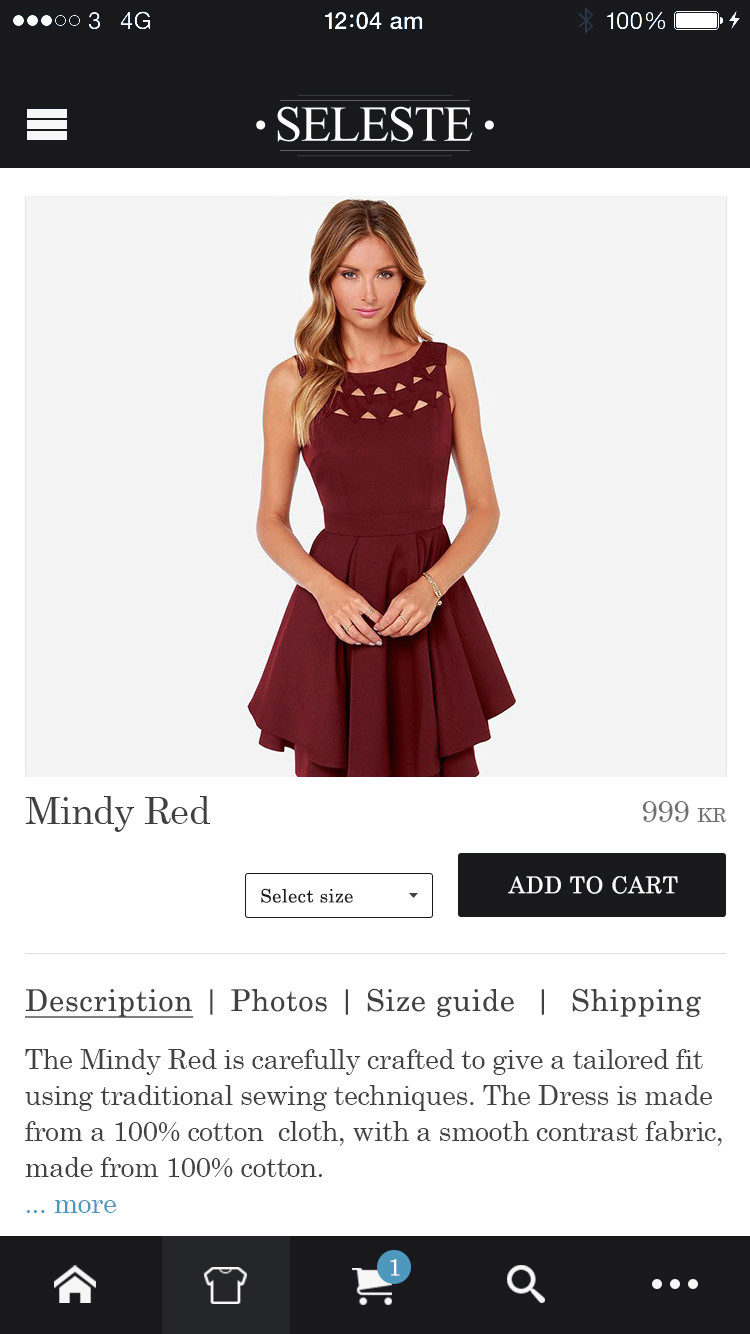 3 4G 12:04 am 100%
• SELESTE •
Mindy Red 999 KR
Select size ADD TO CART
Description | Photos | Size guide | Shipping
The Mindy Red is carefully crafted to give a tailored fit
using traditional sewing techniques. The Dress is made
from a 100% cotton cloth, with a smooth contrast fabric,
made from 100% cotton.
... more
1